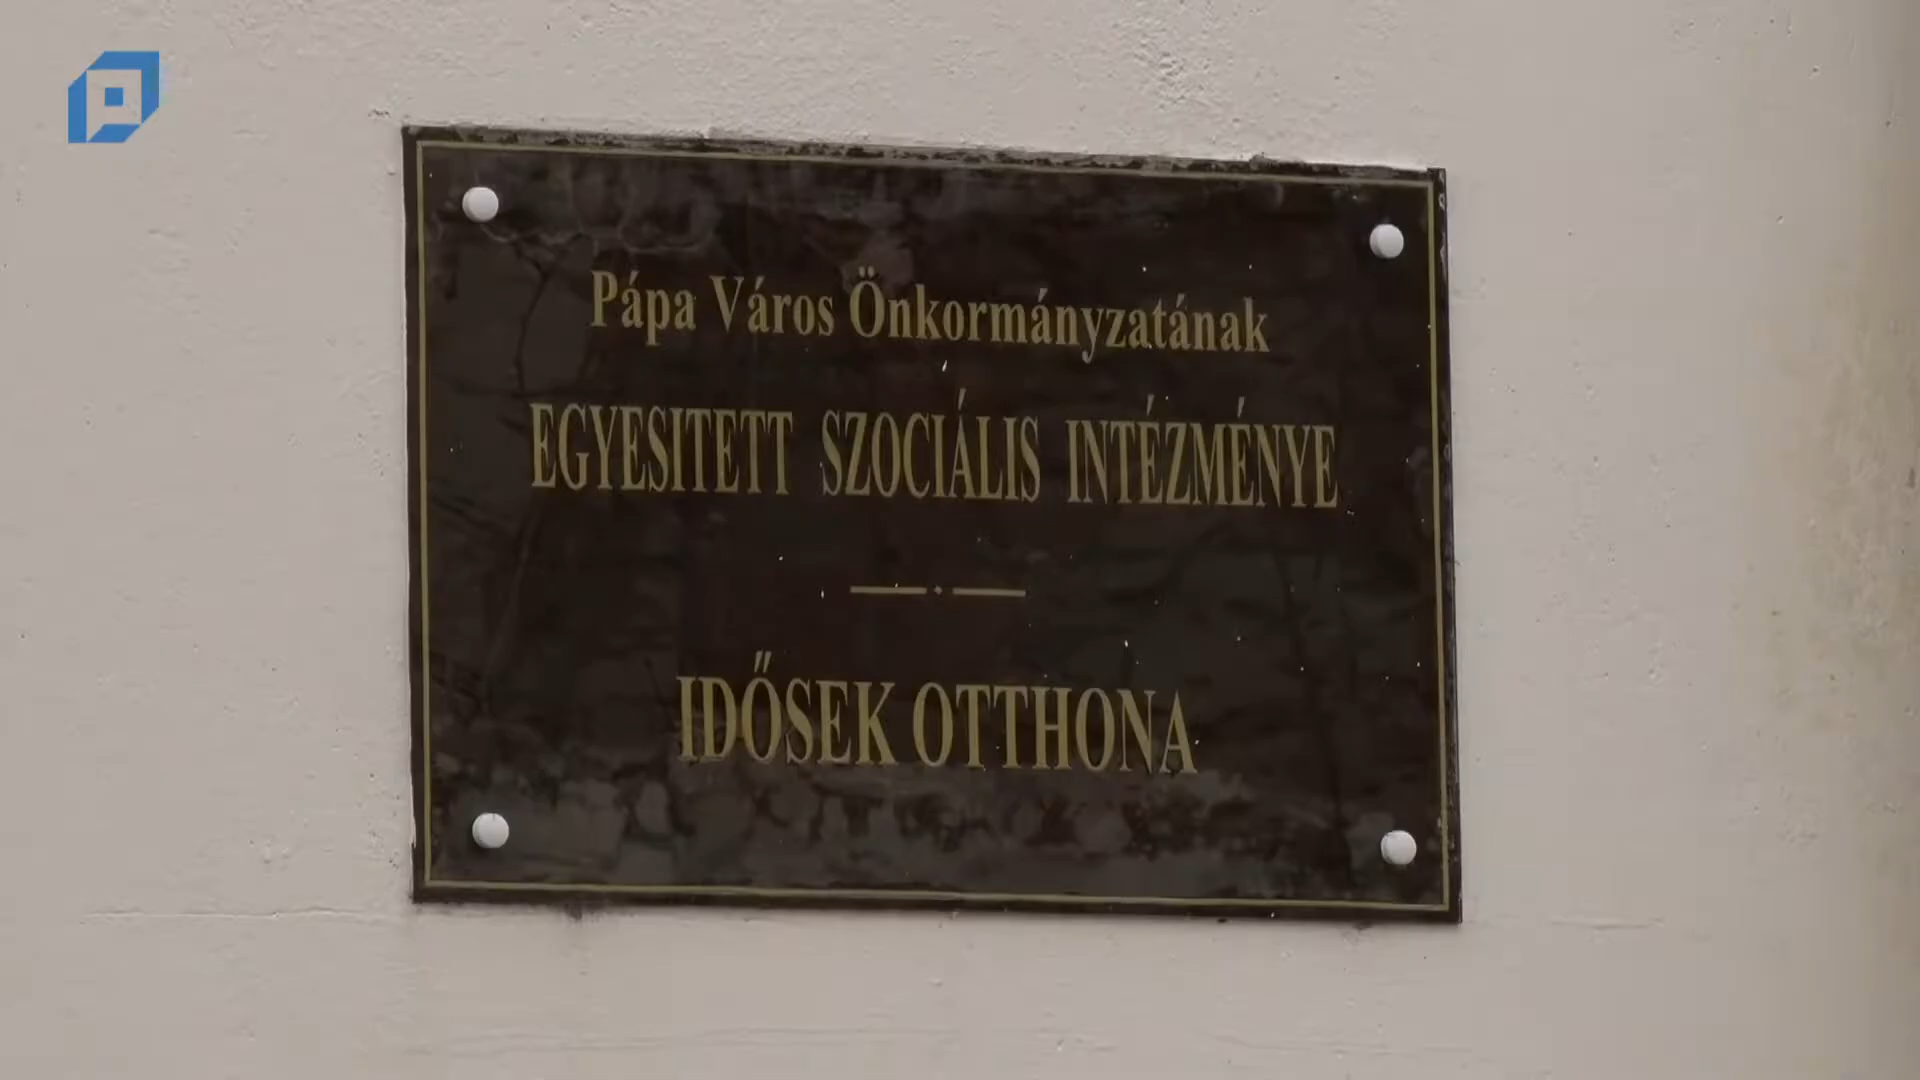 Pápa Város Önkormányzatának
EGYESITETT SZOCIÁLIS INTÉZMÉNYE
IDŐSEK OTTHONA